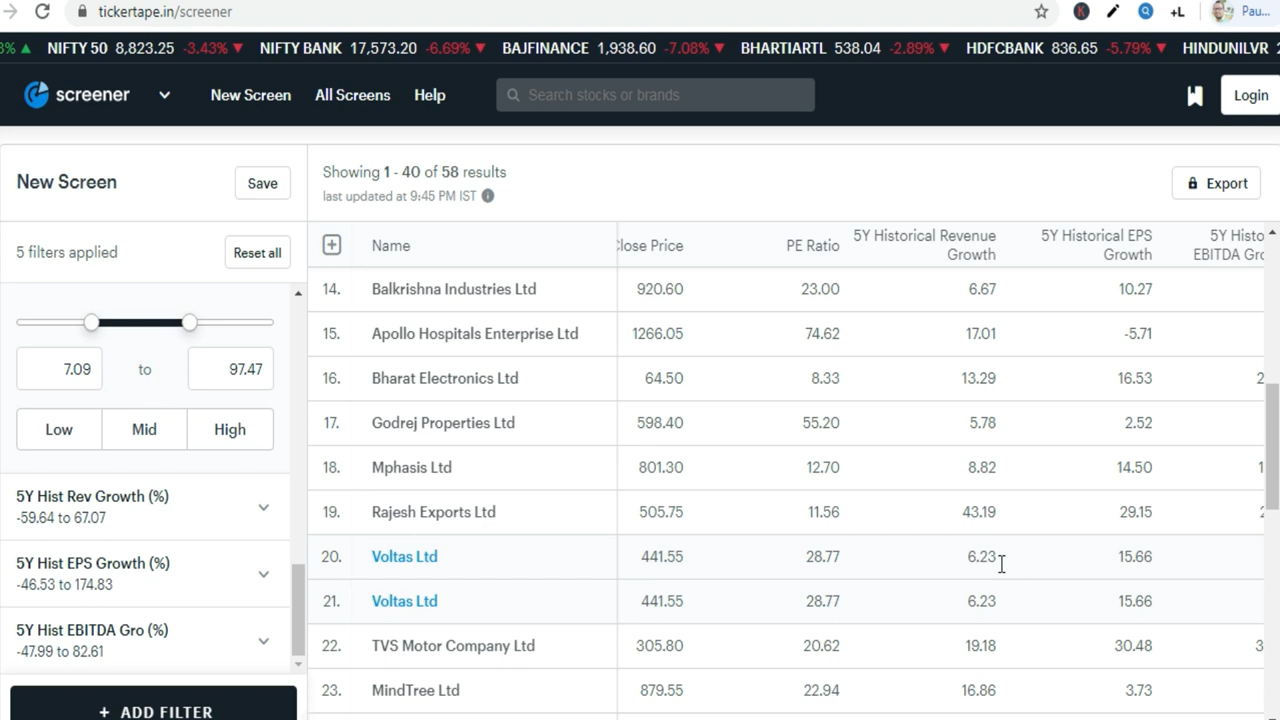 tickertape.in/screener
+L
Pau...
3% ▲ NIFTY 50 8,823.25 -3.43% ▼ NIFTY BANK 17,573.20 -6.69% ▼ BAJFINANCE 1,938.60 -7.08% ▼ BHARTIARTL 538.04 -2.89% ▼ HDFCBANK 836.65 -5.79% ▼ HINDUNILVR
screener New Screen All Screens Help Search stocks or brands Login
New Screen Save
Showing 1 - 40 of 58 results
last updated at 9:45 PM IST
Export
5 filters applied Reset all
7.09 to 97.47
Low Mid High
5Y Hist Rev Growth (%)
-59.64 to 67.07
5Y Hist EPS Growth (%)
-46.53 to 174.83
5Y Hist EBITDA Gro (%)
-47.99 to 82.61
+ ADD FILTER
Name Close Price PE Ratio 5Y Historical Revenue Growth 5Y Historical EPS Growth 5Y Histo EBITDA Gro
14. Balkrishna Industries Ltd 920.60 23.00 6.67 10.27
15. Apollo Hospitals Enterprise Ltd 1266.05 74.62 17.01 -5.71
16. Bharat Electronics Ltd 64.50 8.33 13.29 16.53 2
17. Godrej Properties Ltd 598.40 55.20 5.78 2.52
18. Mphasis Ltd 801.30 12.70 8.82 14.50 1
19. Rajesh Exports Ltd 505.75 11.56 43.19 29.15 2
20. Voltas Ltd 441.55 28.77 6.23 15.66
21. Voltas Ltd 441.55 28.77 6.23 15.66
22. TVS Motor Company Ltd 305.80 20.62 19.18 30.48 3
23. MindTree Ltd 879.55 22.94 16.86 3.73